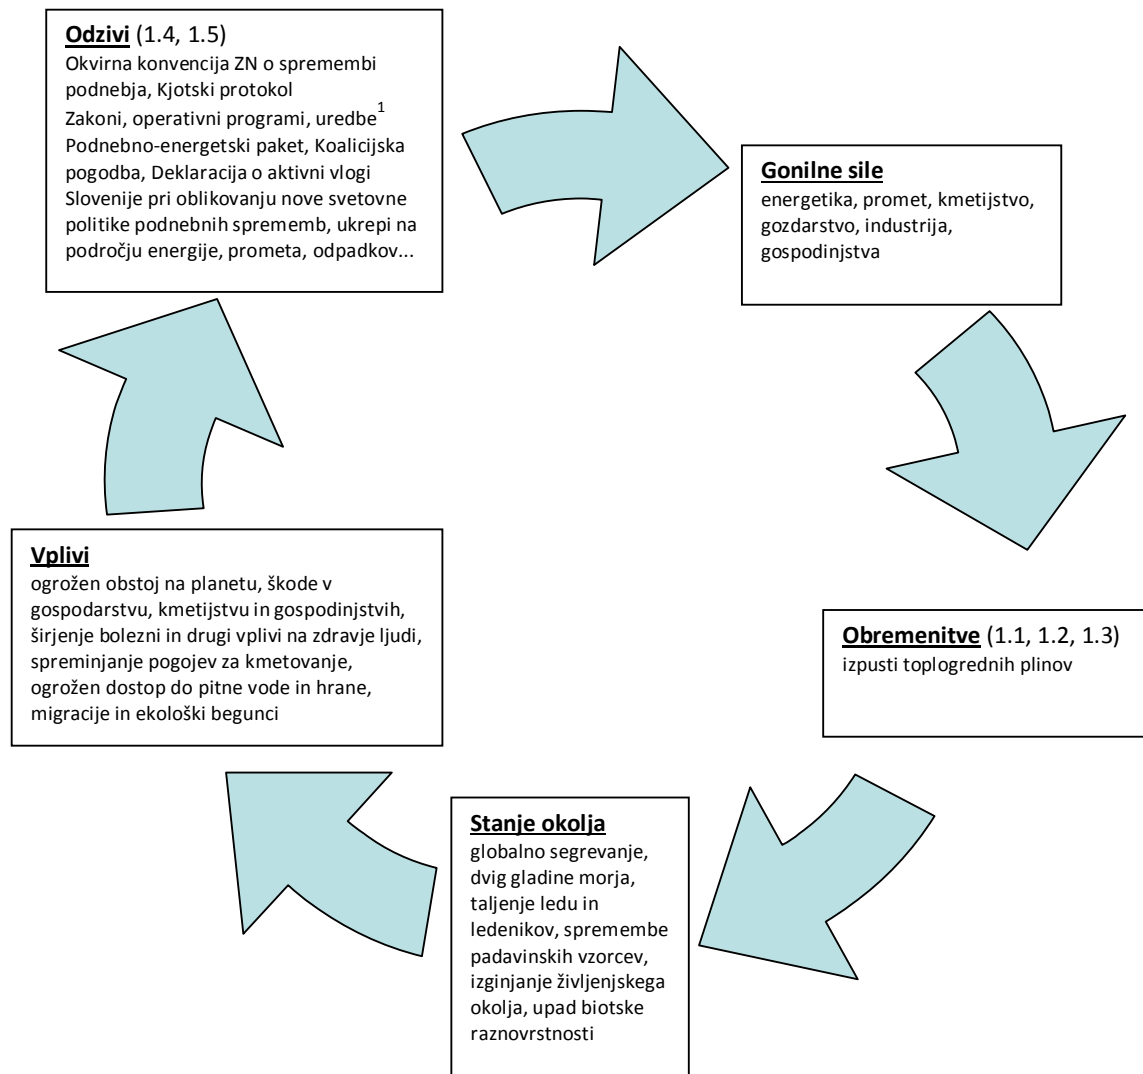 Odzivi (1.4, 1.5)
Okvirna konvencija ZN o spremembi
podnebja, Kjotski protokol
Zakoni, operativni programi, uredbe1
Podnebno-energetski paket, Koalicijska
pogodba, Deklaracija o aktivni vlogi
Slovenije pri oblikovanju nove svetovne
politike podnebnih sprememb, ukrepi na
področju energije, prometa, odpadkov...
Gonilne sile
energetika, promet, kmetijstvo,
gozdarstvo, industrija,
gospodinjstva
Obremenitve (1.1, 1.2, 1.3)
izpusti toplogrednih plinov
Stanje okolja
globalno segrevanje,
dvig gladine morja,
taljenje ledu in
ledenikov, spremembe
padavinskih vzorcev,
izginjanje življenjskega
okolja, upad biotske
raznovrstnosti
Vplivi
ogrožen obstoj na planetu, škode v
gospodarstvu, kmetijstvu in gospodinjstvih,
širjenje bolezni in drugi vplivi na zdravje ljudi,
spreminjanje pogojev za kmetovanje,
ogrožen dostop do pitne vode in hrane,
migracije in ekološki begunci